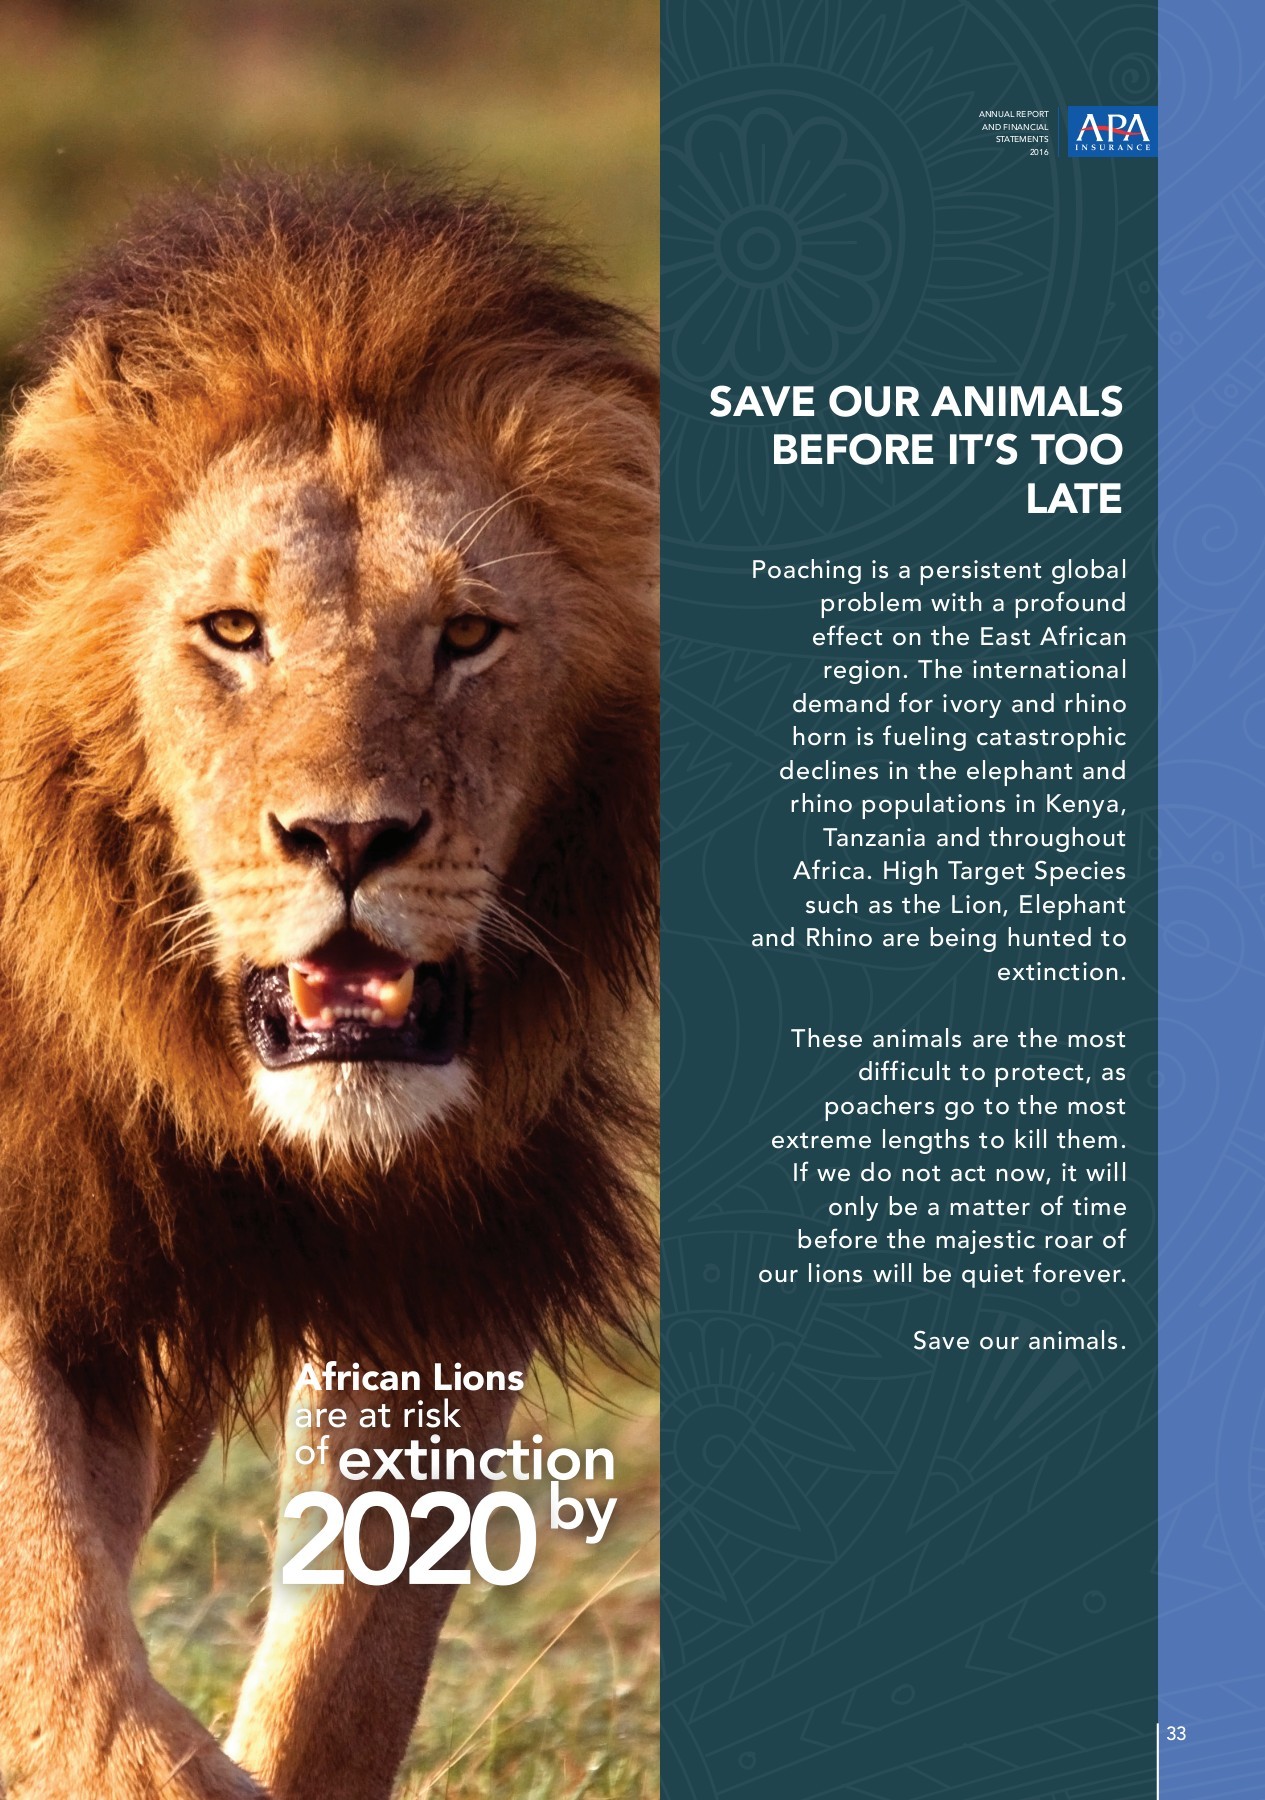 ANNUAL REPORT
AND FINANCIAL
STATEMENTS
2016
APA
INSURANCE
SAVE OUR ANIMALS
BEFORE IT’S TOO
LATE
Poaching is a persistent global
problem with a profound
effect on the East African
region. The international
demand for ivory and rhino
horn is fueling catastrophic
declines in the elephant and
rhino populations in Kenya,
Tanzania and throughout
Africa. High Target Species
such as the Lion, Elephant
and Rhino are being hunted to
extinction.
These animals are the most
difficult to protect, as
poachers go to the most
extreme lengths to kill them.
If we do not act now, it will
only be a matter of time
before the majestic roar of
our lions will be quiet forever.
Save our animals.
African Lions
are at risk
of extinction
by
2020
33